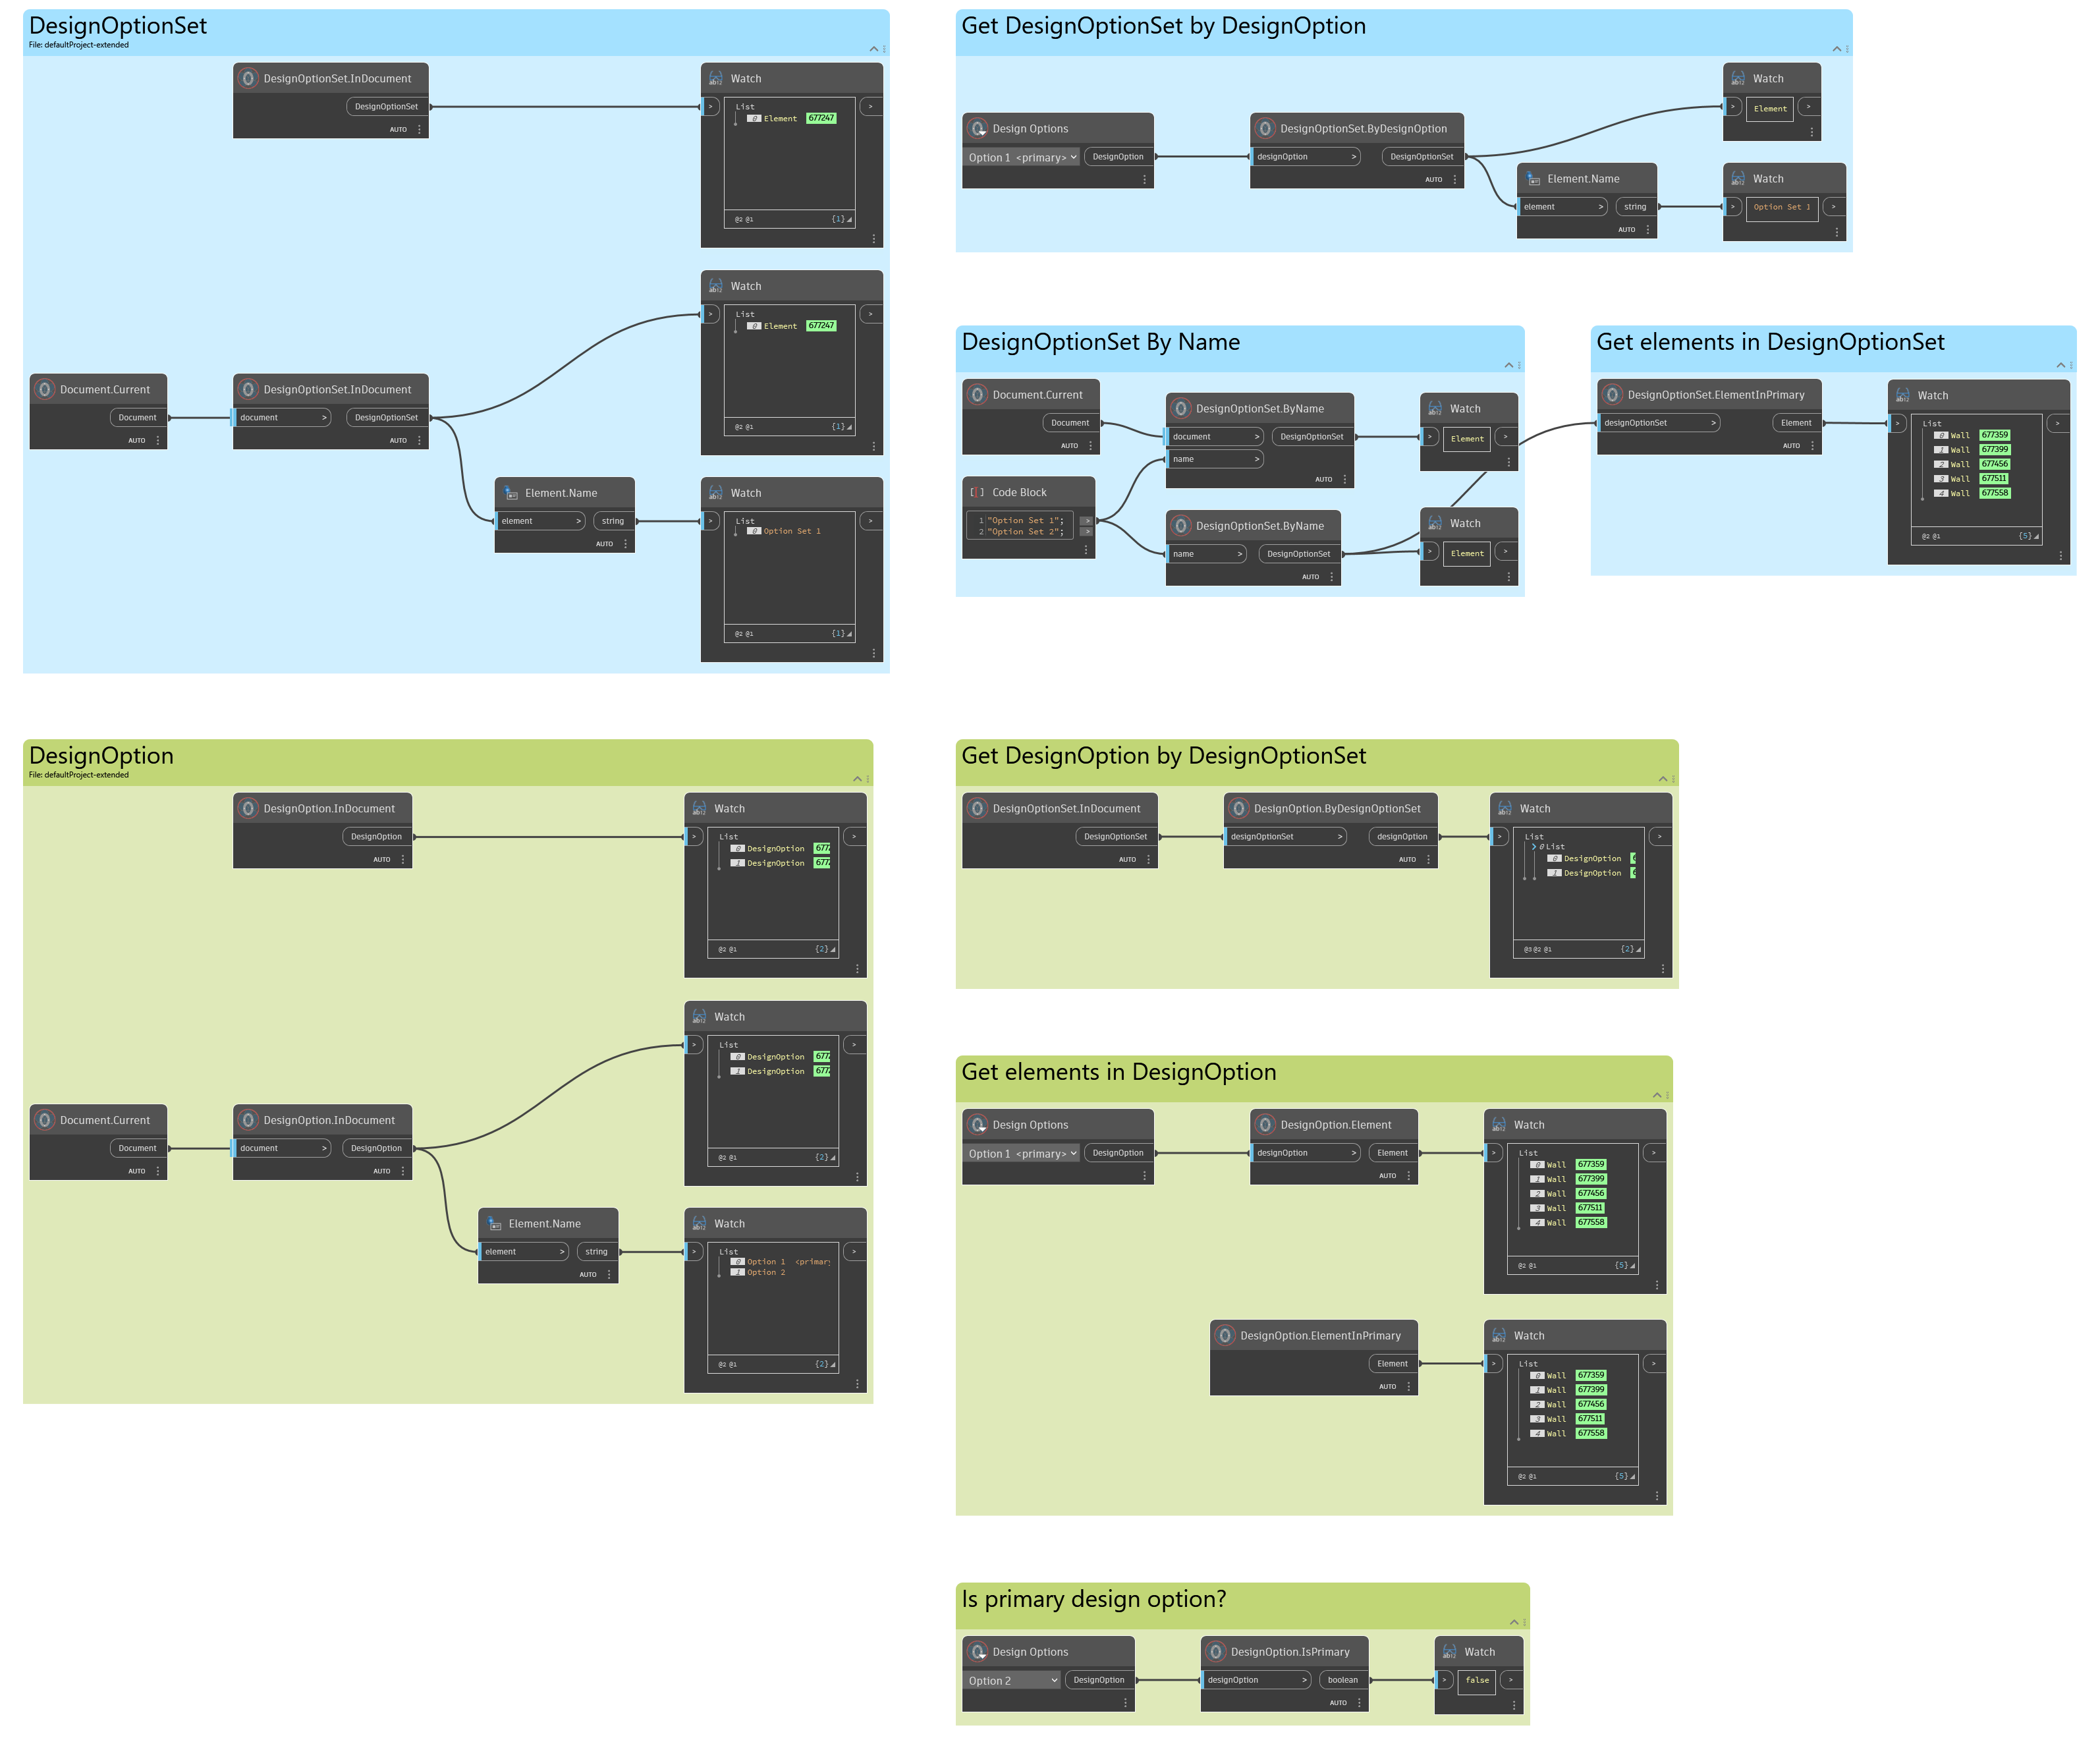 DesignOptionSet
File: defaultProject-extended
DesignOptionSet.InDocument
DesignOptionSet
AUTO
Watch
>
>
List
0 Element 677247
@2 @1 {1}
Watch
>
>
List
0 Element 677247
@2 @1 {1}
Document.Current
Document
AUTO
DesignOptionSet.InDocument
document >
DesignOptionSet
AUTO
Element.Name
element >
string
AUTO
Watch
>
>
List
0 Option Set 1
@2 @1 {1}
Get DesignOptionSet by DesignOption
Design Options
Option 1 <primary>
DesignOption
DesignOptionSet.ByDesignOption
designOption >
DesignOptionSet
AUTO
Watch
>
Element
>
Element.Name
element >
string
AUTO
Watch
>
Option Set 1
>
DesignOptionSet By Name
Document.Current
Document
AUTO
Code Block
1 "Option Set 1"; >
2 "Option Set 2"; >
DesignOptionSet.ByName
document >
DesignOptionSet
name >
AUTO
DesignOptionSet.ByName
name >
DesignOptionSet
AUTO
Watch
>
Element
>
Watch
>
Element
>
Get elements in DesignOptionSet
DesignOptionSet.ElementInPrimary
designOptionSet >
Element
AUTO
Watch
>
>
List
0 Wall 677359
1 Wall 677399
2 Wall 677456
3 Wall 677511
4 Wall 677558
@2 @1 {5}
DesignOption
File: defaultProject-extended
DesignOption.InDocument
DesignOption
AUTO
Watch
>
>
List
0 DesignOption 677
1 DesignOption 677
@2 @1 {2}
Watch
>
>
List
0 DesignOption 677
1 DesignOption 677
@2 @1 {2}
Document.Current
Document
AUTO
DesignOption.InDocument
document >
DesignOption
AUTO
Element.Name
element >
string
AUTO
Watch
>
>
List
0 Option 1 <primary
1 Option 2
@2 @1 {2}
Get DesignOption by DesignOptionSet
DesignOptionSet.InDocument
DesignOptionSet
AUTO
DesignOption.ByDesignOptionSet
designOptionSet >
designOption
AUTO
Watch
>
>
List
0 List
0 DesignOption 6
1 DesignOption 6
@3 @2 @1 {2}
Get elements in DesignOption
Design Options
Option 1 <primary>
DesignOption
DesignOption.Element
designOption >
Element
AUTO
Watch
>
>
List
0 Wall 677359
1 Wall 677399
2 Wall 677456
3 Wall 677511
4 Wall 677558
@2 @1 {5}
DesignOption.ElementInPrimary
Element
AUTO
Watch
>
>
List
0 Wall 677359
1 Wall 677399
2 Wall 677456
3 Wall 677511
4 Wall 677558
@2 @1 {5}
Is primary design option?
Design Options
Option 2
DesignOption
DesignOption.IsPrimary
designOption >
boolean
AUTO
Watch
>
false
>